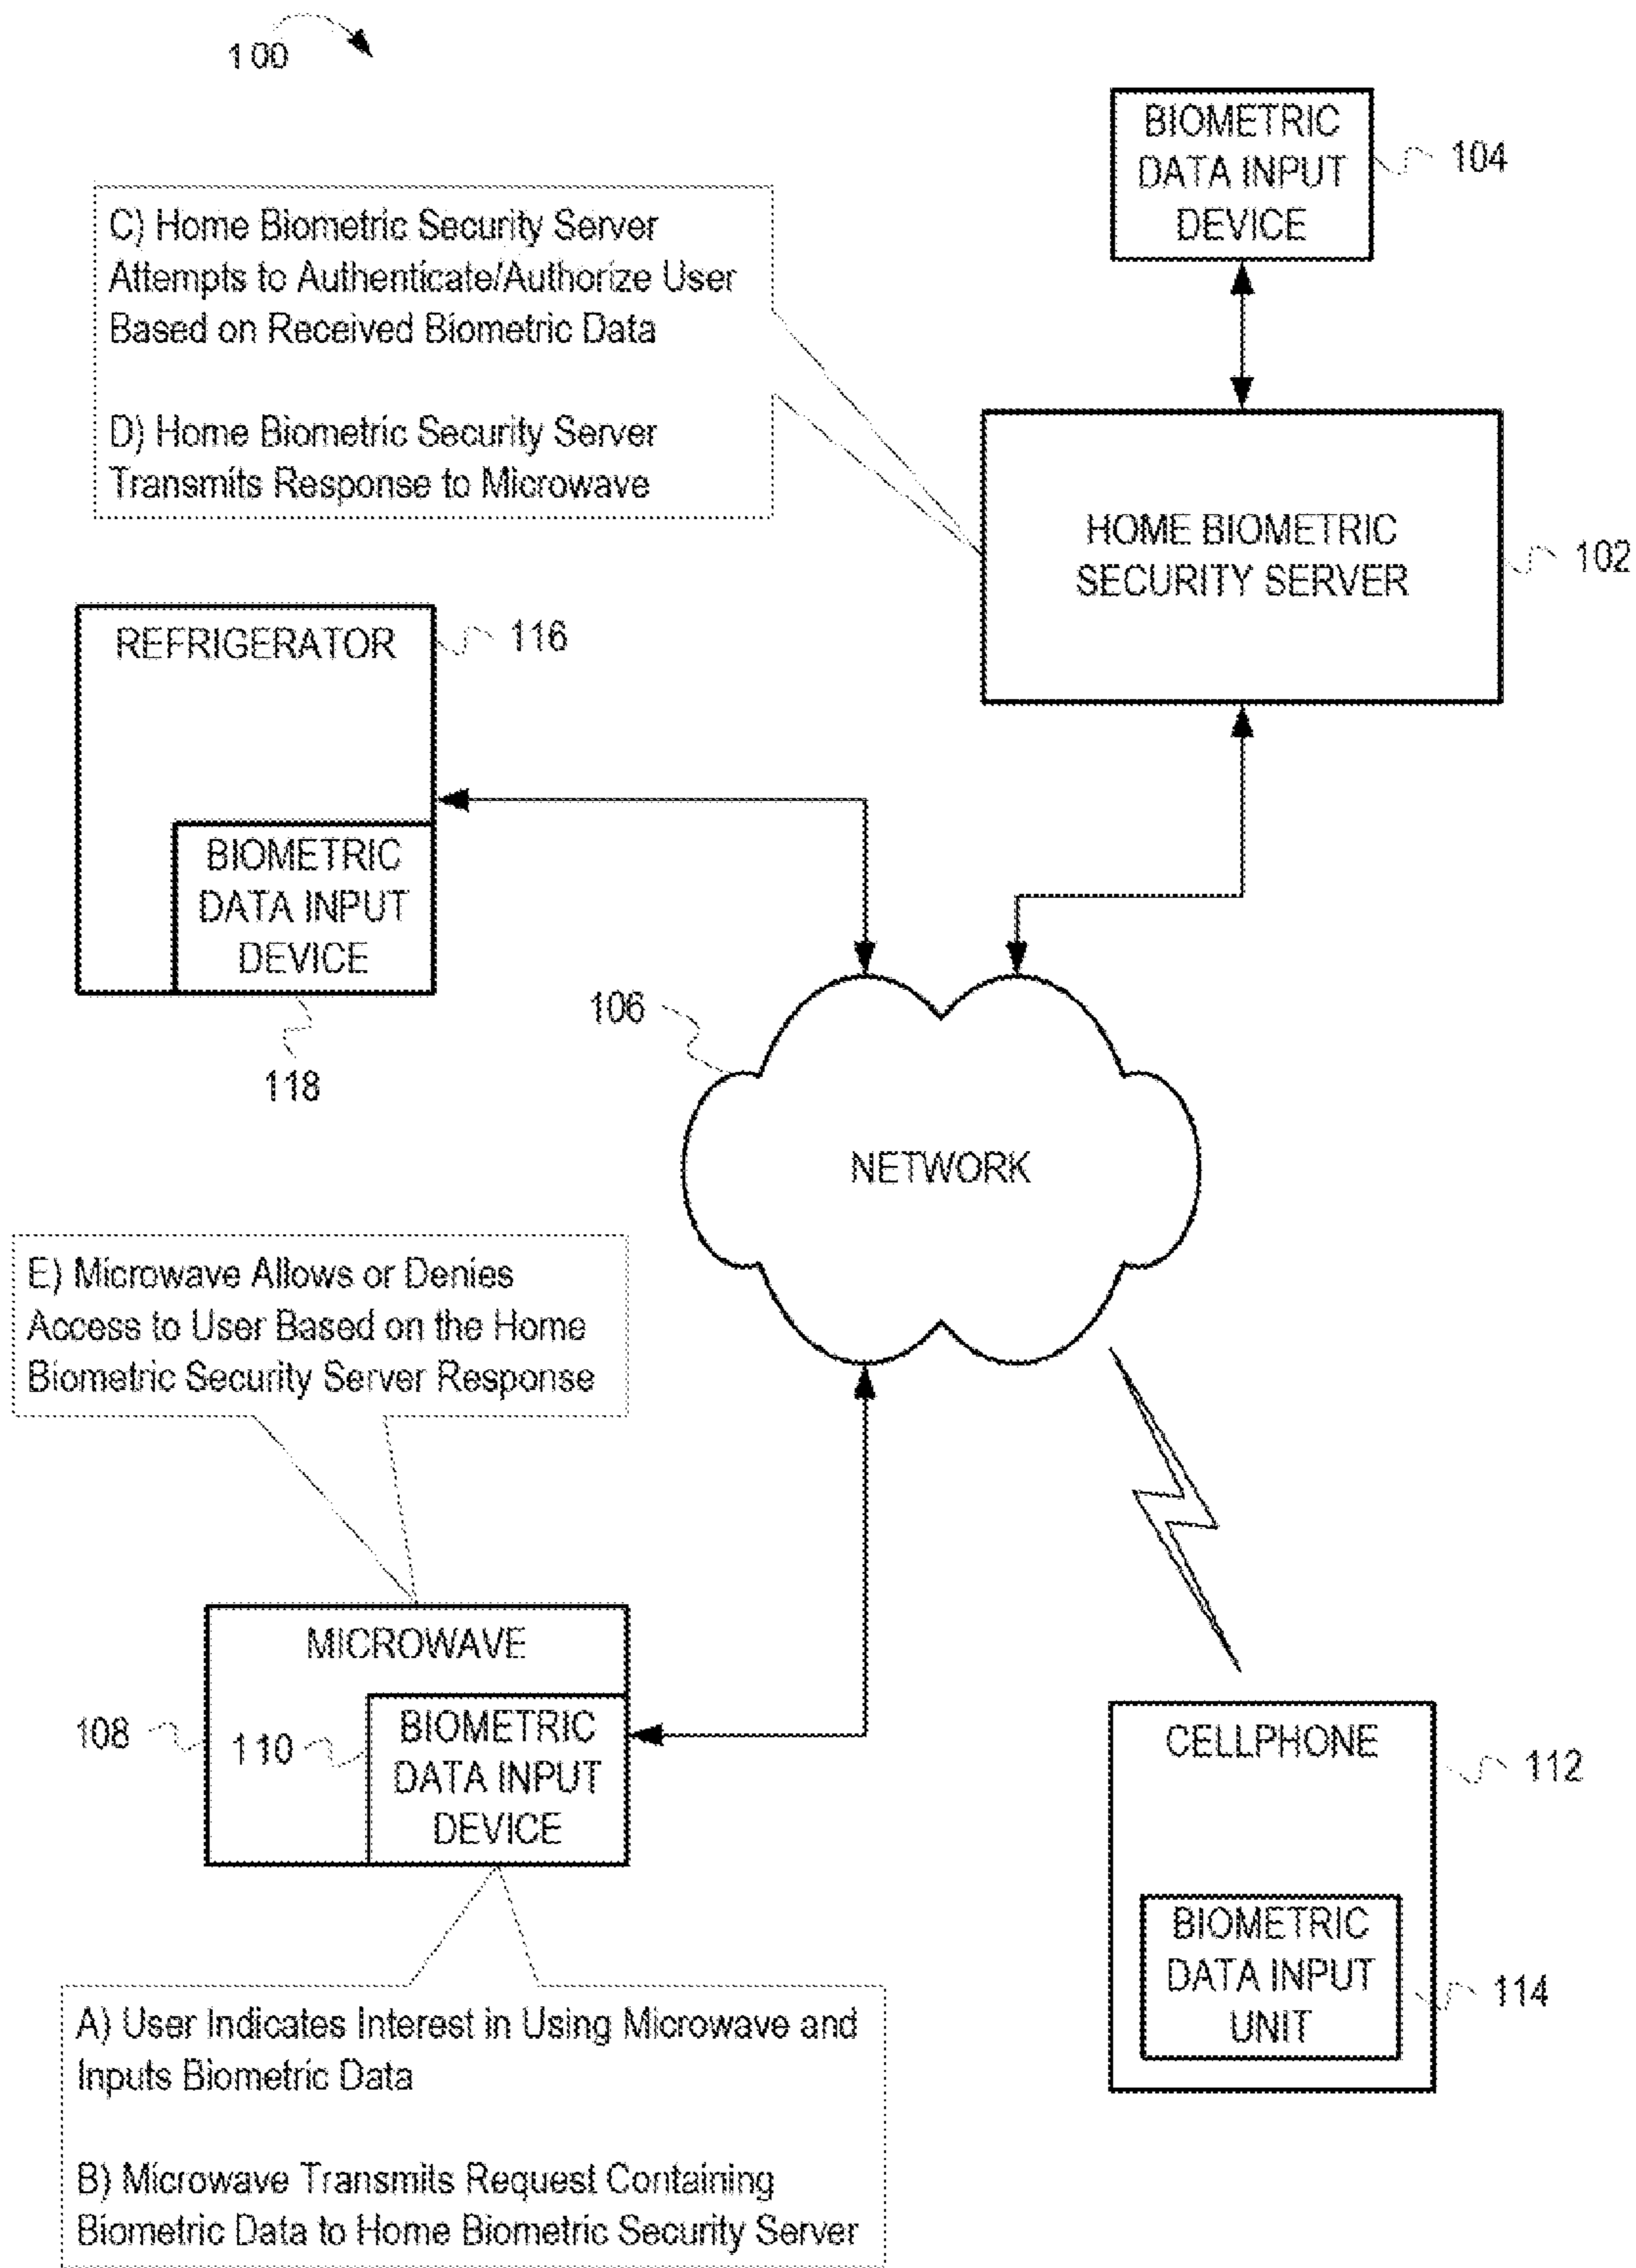 100
BIOMETRIC
DATA INPUT
DEVICE
104
C) Home Biometric Security Server
Attempts to Authenticate/Authorize User
Based on Received Biometric Data
D) Home Biometric Security Server
Transmits Response to Microwave
HOME BIOMETRIC
SECURITY SERVER
102
REFRIGERATOR
116
BIOMETRIC
DATA INPUT
DEVICE
118
106
NETWORK
E) Microwave Allows or Denies
Access to User Based on the Home
Biometric Security Server Response
MICROWAVE
108
110
BIOMETRIC
DATA INPUT
DEVICE
CELLPHONE
112
BIOMETRIC
DATA INPUT
UNIT
114
A) User Indicates Interest in Using Microwave and
Inputs Biometric Data
B) Microwave Transmits Request Containing
Biometric Data to Home Biometric Security Server